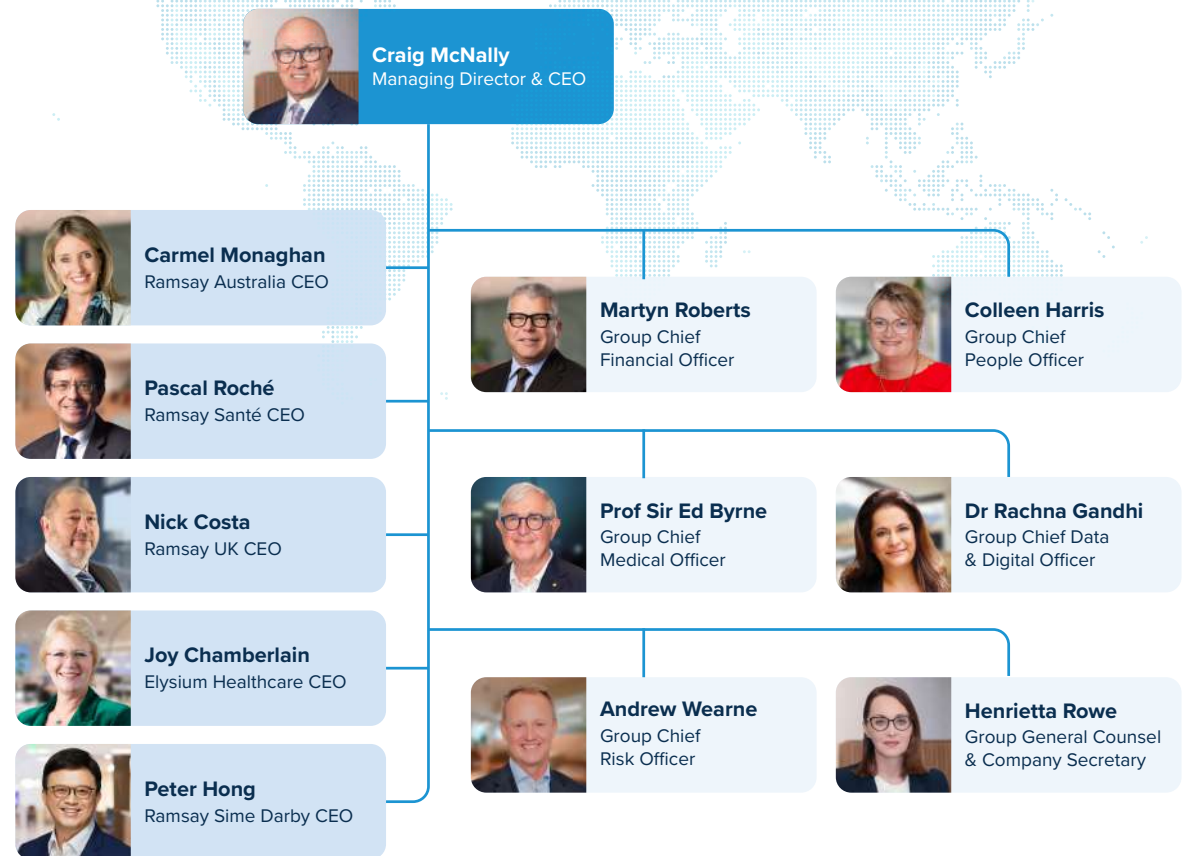 Craig McNally
Managing Director & CEO
Carmel Monaghan
Ramsay Australia CEO
Pascal Roché
Ramsay Santé CEO
Nick Costa
Ramsay UK CEO
Joy Chamberlain
Elysium Healthcare CEO
Peter Hong
Ramsay Sime Darby CEO
Martyn Roberts
Group Chief
Financial Officer
Colleen Harris
Group Chief
People Officer
Prof Sir Ed Byrne
Group Chief
Medical Officer
Dr Rachna Gandhi
Group Chief Data
& Digital Officer
Andrew Wearne
Group Chief
Risk Officer
Henrietta Rowe
Group General Counsel
& Company Secretary